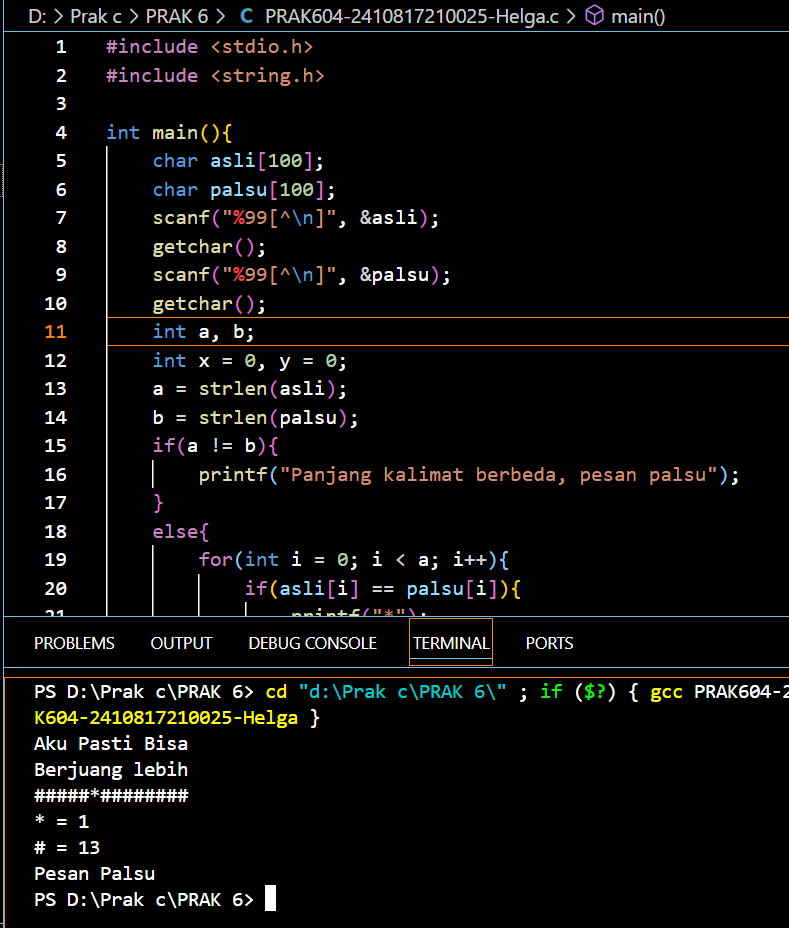 D: > Prak c > PRAK 6 > C PRAK604-2410817210025-Helga.c > main()
1 #include <stdio.h>
2 #include <string.h>
3
4 int main(){
5     char asli[100];
6     char palsu[100];
7     scanf("%99[^\n]", &asli);
8     getchar();
9     scanf("%99[^\n]", &palsu);
10     getchar();
11     int a, b;
12     int x = 0, y = 0;
13     a = strlen(asli);
14     b = strlen(palsu);
15     if(a != b){
16         printf("Panjang kalimat berbeda, pesan palsu");
17     }
18     else{
19         for(int i = 0; i < a; i++){
20             if(asli[i] == palsu[i]){
21                 printf("*");
PROBLEMS OUTPUT DEBUG CONSOLE TERMINAL PORTS
PS D:\Prak c\PRAK 6> cd "d:\Prak c\PRAK 6\" ; if ($?) { gcc PRAK604-2
K604-2410817210025-Helga }
Aku Pasti Bisa
Berjuang lebih
#####*########
* = 1
# = 13
Pesan Palsu
PS D:\Prak c\PRAK 6>